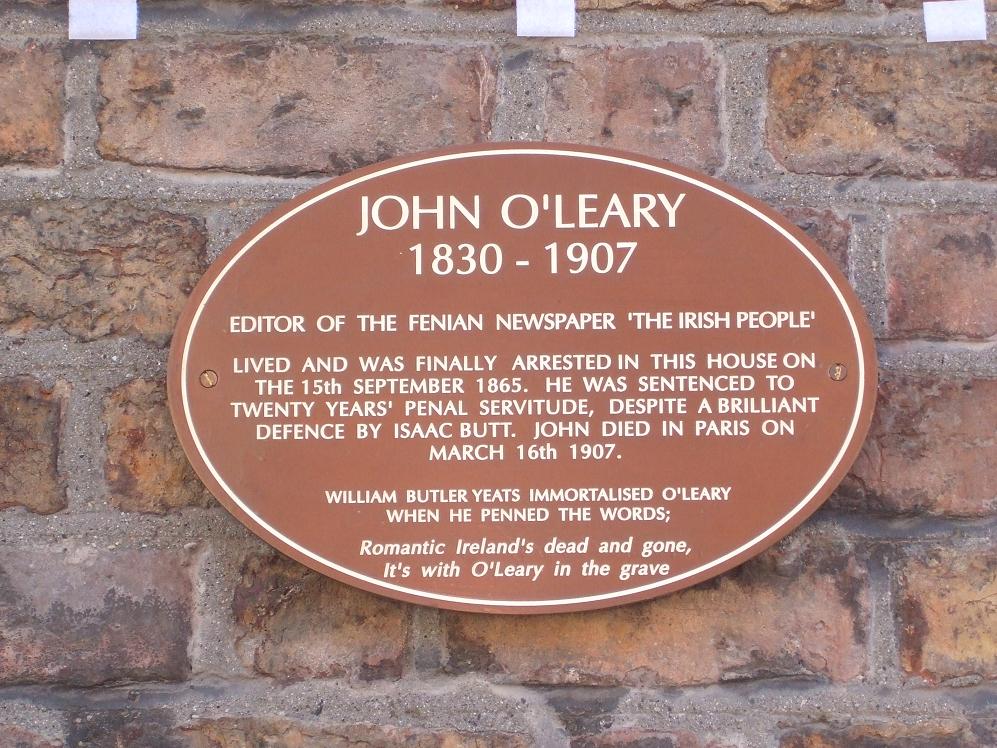 JOHN O'LEARY
1830 - 1907
EDITOR OF THE FENIAN NEWSPAPER 'THE IRISH PEOPLE'
LIVED AND WAS FINALLY ARRESTED IN THIS HOUSE ON
THE 15th SEPTEMBER 1865. HE WAS SENTENCED TO
TWENTY YEARS' PENAL SERVITUDE, DESPITE A BRILLIANT
DEFENCE BY ISAAC BUTT. JOHN DIED IN PARIS ON
MARCH 16th 1907.
WILLIAM BUTLER YEATS IMMORTALISED O'LEARY
WHEN HE PENNED THE WORDS;
Romantic Ireland's dead and gone,
It's with O'Leary in the grave